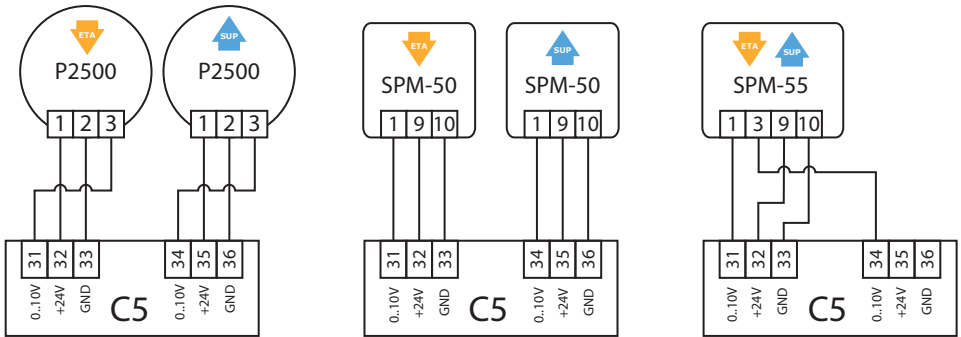 ETA
P2500
1 2 3
SUP
P2500
1 2 3
31 32 33
0..10V +24V GND
C5
34 35 36
0..10V +24V GND
ETA
SPM-50
1 9 10
SUP
SPM-50
1 9 10
31 32 33
0..10V +24V GND
C5
34 35 36
0..10V +24V GND
ETA SUP
SPM-55
1 3 9 10
31 32 33
0..10V +24V GND
C5
34 35 36
0..10V +24V GND